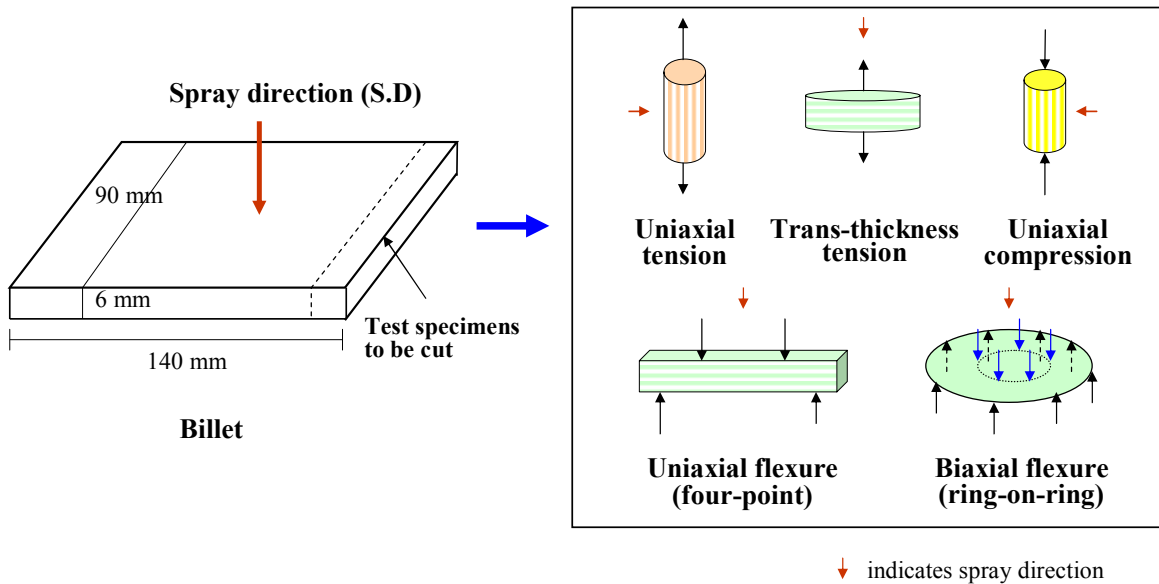 Spray direction (S.D)
90 mm
6 mm
140 mm
Test specimens
to be cut
Billet
Uniaxial
tension
Trans-thickness
tension
Uniaxial
compression
Uniaxial flexure
(four-point)
Biaxial flexure
(ring-on-ring)
indicates spray direction